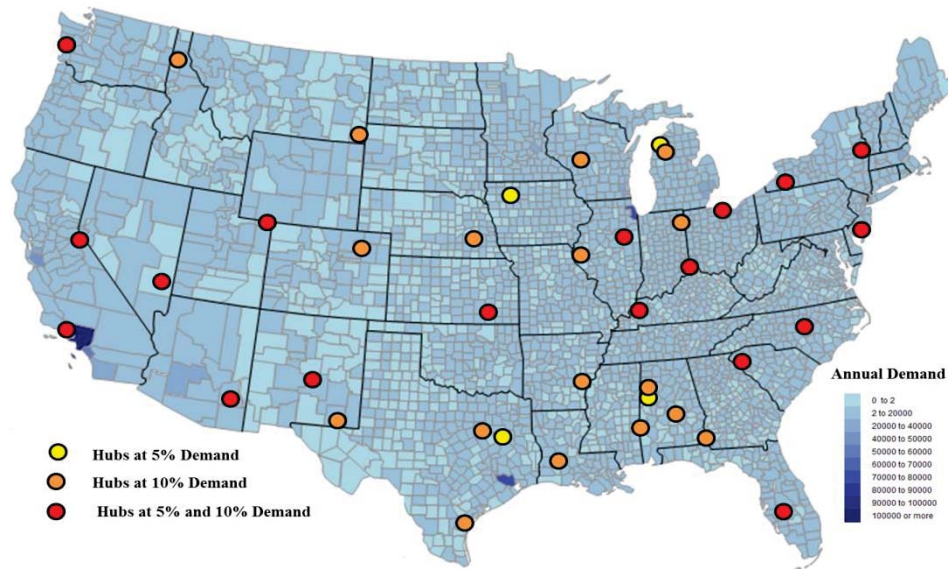 Annual Demand
0 to 2
2 to 20000
20000 to 40000
40000 to 50000
50000 to 60000
60000 to 70000
70000 to 80000
80000 to 90000
90000 to 100000
100000 or more
Hubs at 5% Demand
Hubs at 10% Demand
Hubs at 5% and 10% Demand